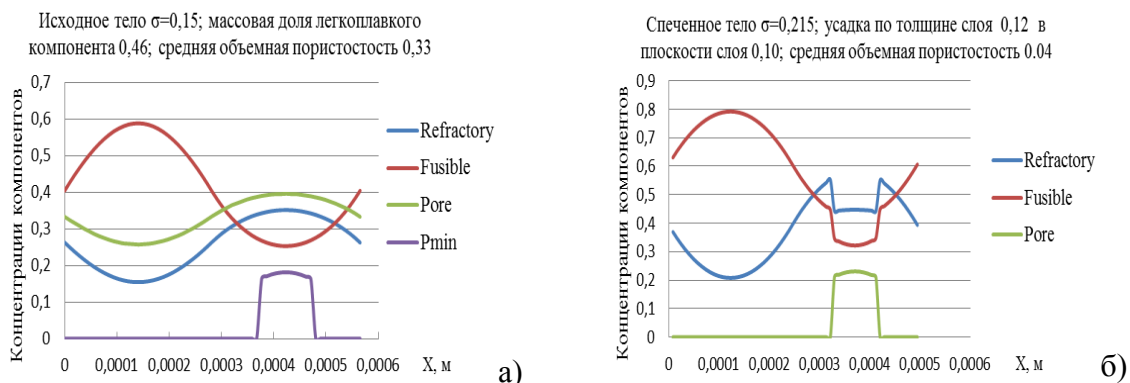 Исходное тело σ=0,15; массовая доля легкоплавкого
компонента 0,46; средняя объемная пористостость 0,33
Концентрации компонентов
0,7
0,6
0,5
0,4
0,3
0,2
0,1
0
0 0,0001 0,0002 0,0003 0,0004 0,0005 0,0006
X, м
Refractory
Fusible
Pore
Pmin
а)
Спеченное тело σ=0,215; усадка по толщине слоя 0,12 в
плоскости слоя 0,10; средняя объемная пористостость 0.04
Концентрации компонентов
0,9
0,8
0,7
0,6
0,5
0,4
0,3
0,2
0,1
0
0 0,0001 0,0002 0,0003 0,0004 0,0005 0,0006
X, м
Refractory
Fusible
Pore
б)